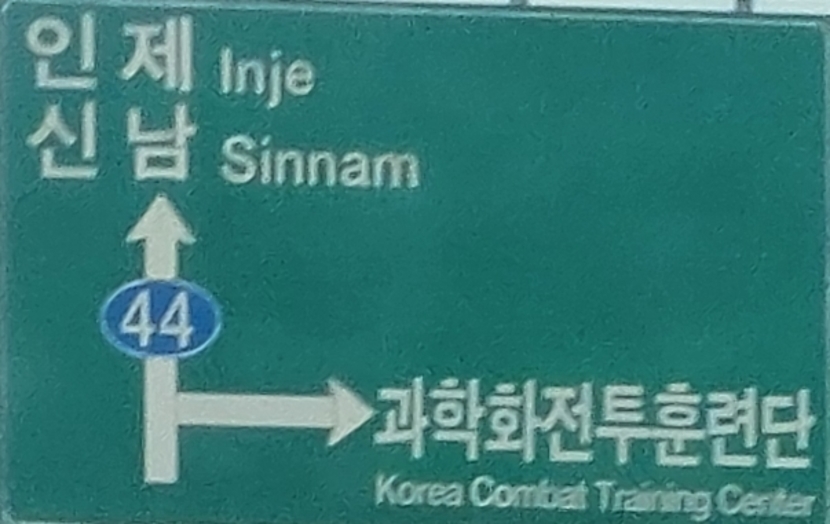 인 제 Inje
신 남 Sinnam
44
과학화전투훈련단
Korea Combat Training Center